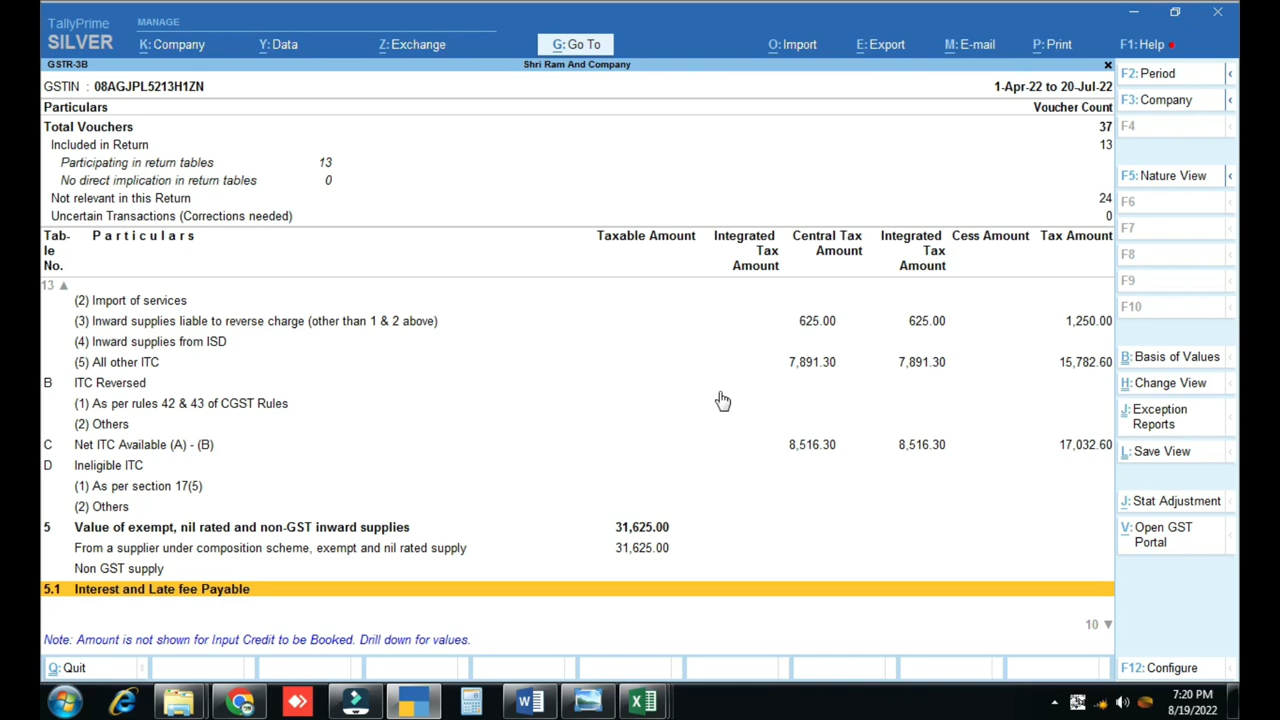 TallyPrime
SILVER
MANAGE
K: Company
Y: Data
Z: Exchange
G: Go To
O: Import
E: Export
M: E-mail
P: Print
F1: Help
GSTR-3B
Shri Ram And Company
GSTIN : 08AGJPL5213H1ZN
1-Apr-22 to 20-Jul-22
Particulars
Voucher Count
Total Vouchers 37
Included in Return 13
Participating in return tables 13
No direct implication in return tables 0
Not relevant in this Return 24
Uncertain Transactions (Corrections needed) 0
Tab-
le
No.
Particulars
Taxable Amount
Integrated
Tax
Amount
Central Tax
Amount
Integrated
Tax
Amount
Cess Amount
Tax Amount
13 ▲
(2) Import of services
(3) Inward supplies liable to reverse charge (other than 1 & 2 above) 625.00 625.00 1,250.00
(4) Inward supplies from ISD
(5) All other ITC 7,891.30 7,891.30 15,782.60
B ITC Reversed
(1) As per rules 42 & 43 of CGST Rules
(2) Others
C Net ITC Available (A) - (B) 8,516.30 8,516.30 17,032.60
D Ineligible ITC
(1) As per section 17(5)
(2) Others
5 Value of exempt, nil rated and non-GST inward supplies 31,625.00
From a supplier under composition scheme, exempt and nil rated supply 31,625.00
Non GST supply
5.1 Interest and Late fee Payable
10 ▼
Note: Amount is not shown for Input Credit to be Booked. Drill down for values.
Q: Quit
F2: Period
F3: Company
F4
F5: Nature View
F6
F7
F8
F9
F10
B: Basis of Values
H: Change View
J: Exception
Reports
L: Save View
J: Stat Adjustment
V: Open GST
Portal
F12: Configure
7:20 PM
8/19/2022